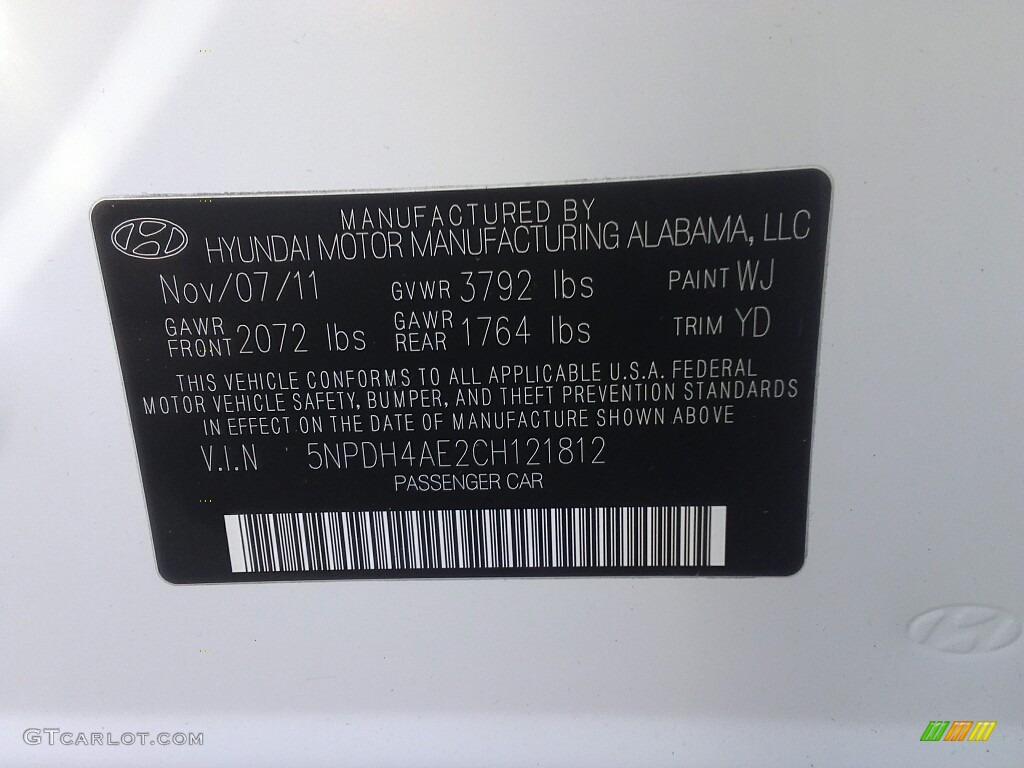 MANUFACTURED BY
HYUNDAI MOTOR MANUFACTURING ALABAMA, LLC
Nov/07/11 GVWR 3792 lbs PAINT WJ
GAWR FRONT 2072 lbs GAWR REAR 1764 lbs TRIM YD
THIS VEHICLE CONFORMS TO ALL APPLICABLE U.S.A. FEDERAL
MOTOR VEHICLE SAFETY, BUMPER, AND THEFT PREVENTION STANDARDS
IN EFFECT ON THE DATE OF MANUFACTURE SHOWN ABOVE
V.I.N 5NPDH4AE2CH121812
PASSENGER CAR
GTCARLOT.COM